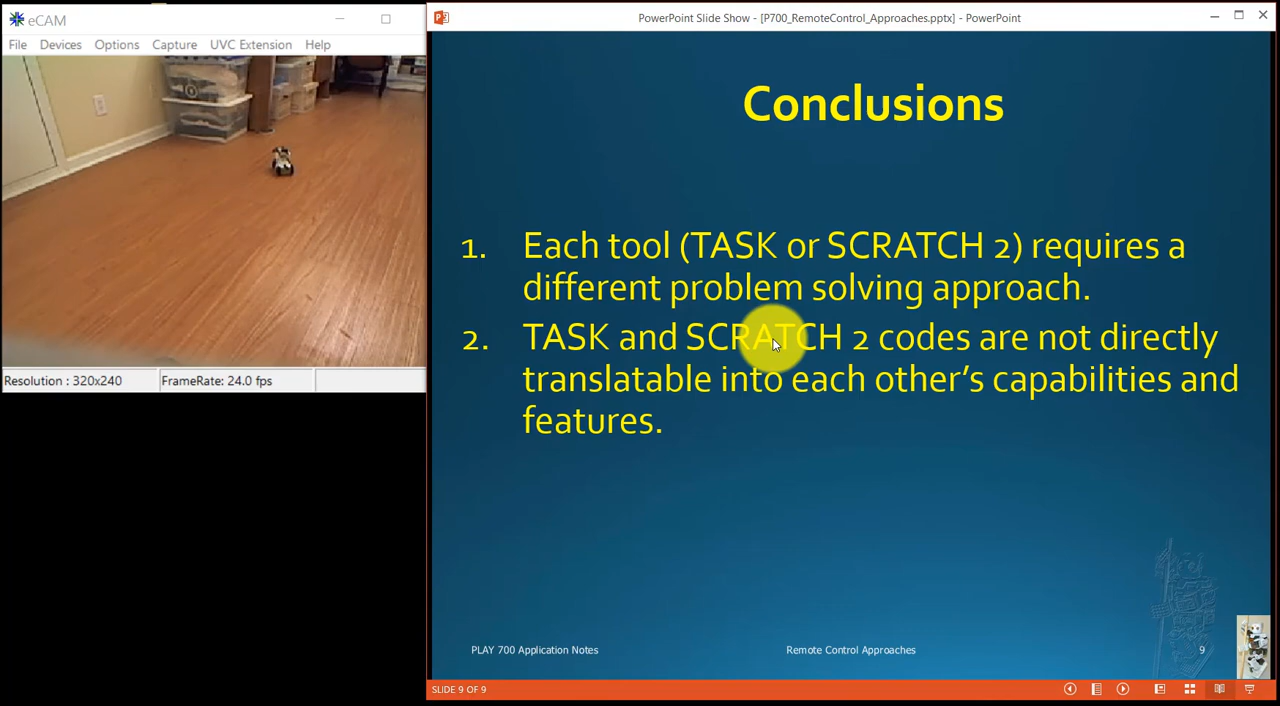 eCAM
File Devices Options Capture UVC Extension Help
Resolution : 320x240 FrameRate: 24.0 fps
PowerPoint Slide Show - [P700_RemoteControl_Approaches.pptx] - PowerPoint
Conclusions
1. Each tool (TASK or SCRATCH 2) requires a
different problem solving approach.
2. TASK and SCRATCH 2 codes are not directly
translatable into each other’s capabilities and
features.
PLAY 700 Application Notes Remote Control Approaches 9
SLIDE 9 OF 9